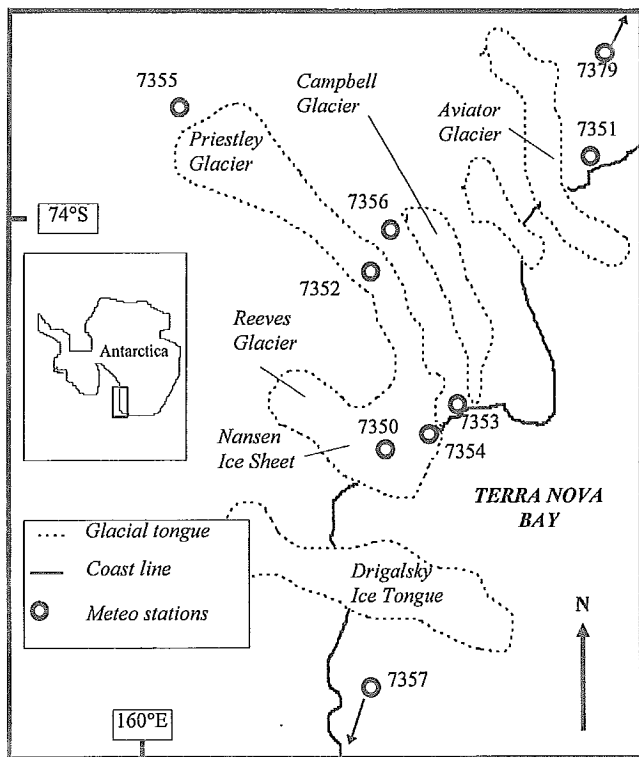 7379
7355
Campbell
Glacier
Aviator
Glacier
7351
Priestley
Glacier
74°S
7356
7352
Antarctica
Reeves
Glacier
7350
7353
7354
Nansen
Ice Sheet
TERRA NOVA
BAY
Glacial tongue
Coast line
Meteo stations
Drigalsky
Ice Tongue
N
7357
160°E